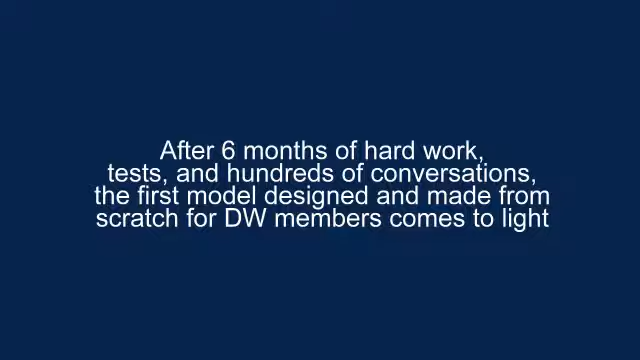 After 6 months of hard work,
tests, and hundreds of conversations,
the first model designed and made from
scratch for DW members comes to light